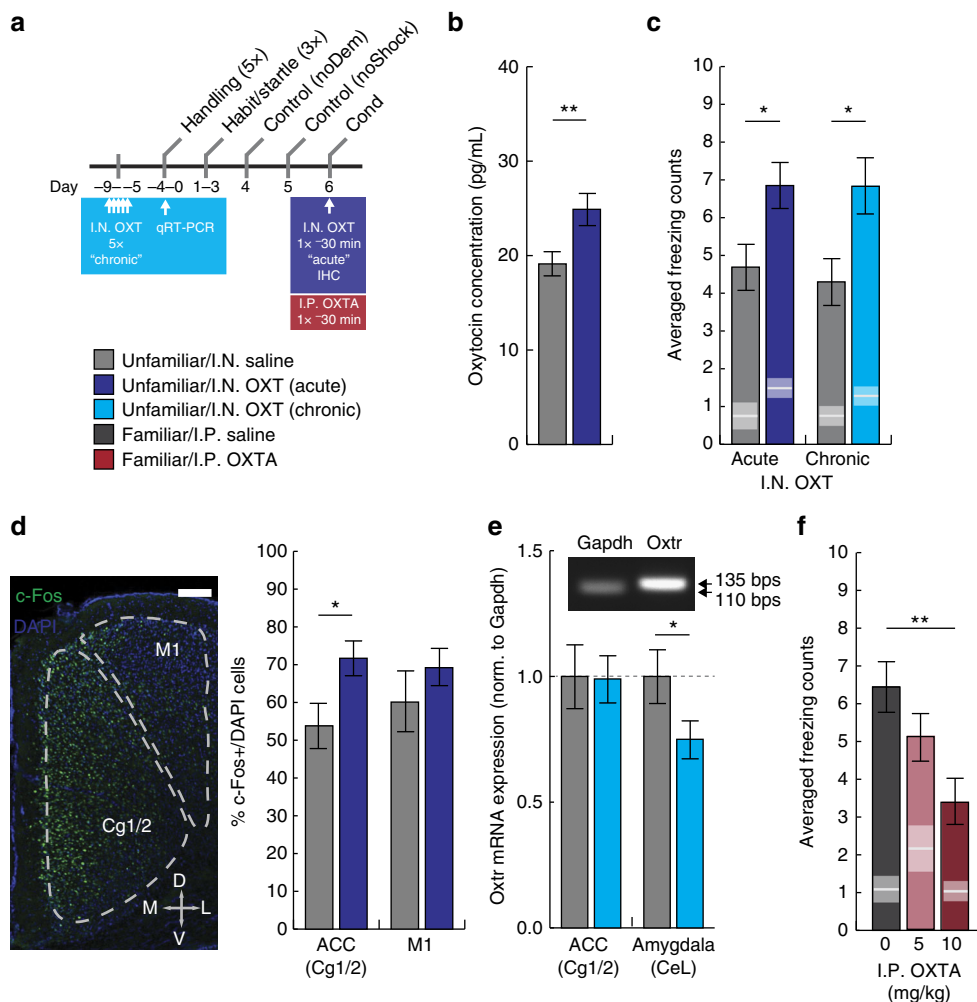 a
Handling (5x)
Habit/startle (3x)
Control (noDem)
Control (noShock)
Cond
Day
–9– –5
–4–0
1–3
4
5
6
I.N. OXT
5x
“chronic”
qRT-PCR
I.N. OXT
1x –30 min
“acute”
IHC
I.P. OXTA
1x –30 min
Unfamiliar/I.N. saline
Unfamiliar/I.N. OXT (acute)
Unfamiliar/I.N. OXT (chronic)
Familiar/I.P. saline
Familiar/I.P. OXTA
b
Oxytocin concentration (pg/mL)
40
30
20
10
0
**
c
Averaged freezing counts
10
9
8
7
6
5
4
3
2
1
0
*
*
Acute
Chronic
I.N. OXT
d
c-Fos
DAPI
M1
Cg1/2
D
M
L
V
% c-Fos+/DAPI cells
100
90
80
70
60
50
40
30
20
10
0
*
ACC
(Cg1/2)
M1
e
Oxtr mRNA expression (norm. to Gapdh)
1.5
1.0
0.5
0.0
Gapdh
Oxtr
135 bps
110 bps
*
ACC
(Cg1/2)
Amygdala
(CeL)
f
Averaged freezing counts
10
9
8
7
6
5
4
3
2
1
0
**
0
5
10
I.P. OXTA
(mg/kg)